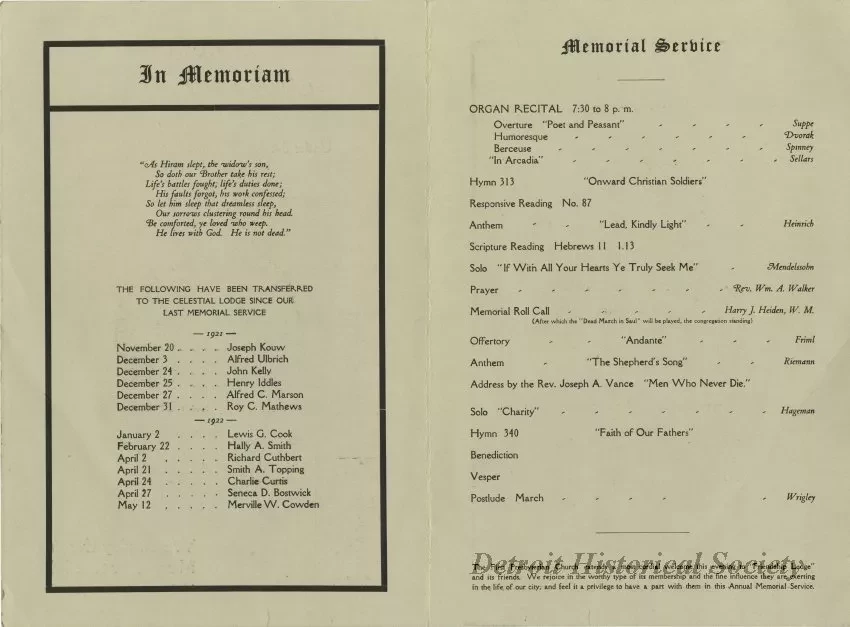 In Memoriam
"As Hiram slept, the widow's son,
So doth our Brother take his rest;
Life's battles fought, life's duties done;
His faults forgot, his work confessed;
So let him sleep that dreamless sleep,
Our sorrows clustering round his head.
Be comforted, ye loved who weep.
He lives with God. He is not dead."
THE FOLLOWING HAVE BEEN TRANSFERRED
TO THE CELESTIAL LODGE SINCE OUR
LAST MEMORIAL SERVICE
— 1921 —
November 20 . . . . Joseph Kouw
December 3 . . . . Alfred Ulbrich
December 24 . . . . John Kelly
December 25 . . . . Henry Iddles
December 27 . . . . Alfred C. Marson
December 31 . . . . Roy C. Mathews
— 1922 —
January 2 . . . . Lewis G. Cook
February 22 . . . . Hally A. Smith
April 2 . . . . . Richard Cuthbert
April 21 . . . . . Smith A. Topping
April 24 . . . . . Charlie Curtis
April 27 . . . . . Seneca D. Bostwick
May 12 . . . . . Merville W. Cowden
Memorial Service
ORGAN RECITAL 7:30 to 8 p. m.
Overture "Poet and Peasant" - - - - Suppe
Humoresque - - - - - - - Dvorak
Berceuse - - - - - - - Spinney
"In Arcadia" - - - - - - - Sellars
Hymn 313 "Onward Christian Soldiers"
Responsive Reading No. 87
Anthem - - "Lead, Kindly Light" - - Heinrich
Scripture Reading Hebrews 11 1.13
Solo "If With All Your Hearts Ye Truly Seek Me" - Mendelssohn
Prayer - - - - - - - Rev. Wm. A. Walker
Memorial Roll Call - - - - - Harry J. Heiden, W. M.
(After which the "Dead March in Saul" will be played, the congregation standing)
Offertory - - "Andante" - - - Friml
Anthem - - "The Shepherd's Song" - - Riemann
Address by the Rev. Joseph A. Vance "Men Who Never Die."
Solo "Charity" - - - - - - - Hageman
Hymn 340 "Faith of Our Fathers"
Benediction
Vesper
Postlude March - - - - - Wrigley
Detroit Historical Society
The First Presbyterian Church extends a most cordial welcome this evening to "Friendship Lodge"
and its friends. We rejoice in the worthy type of its membership and the fine influence they are exerting
in the life of our city; and feel it a privilege to have a part with them in this Annual Memorial Service.